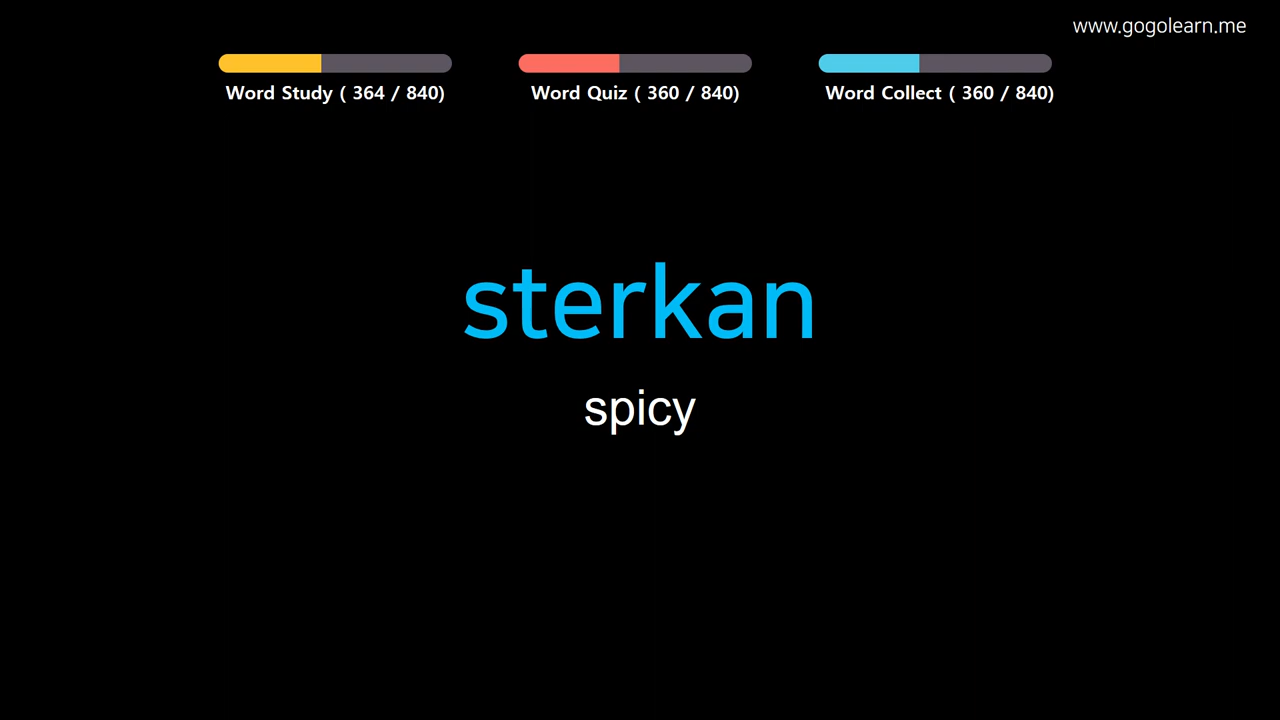 www.gogolearn.me
Word Study ( 364 / 840)
Word Quiz ( 360 / 840)
Word Collect ( 360 / 840)
sterkan
spicy